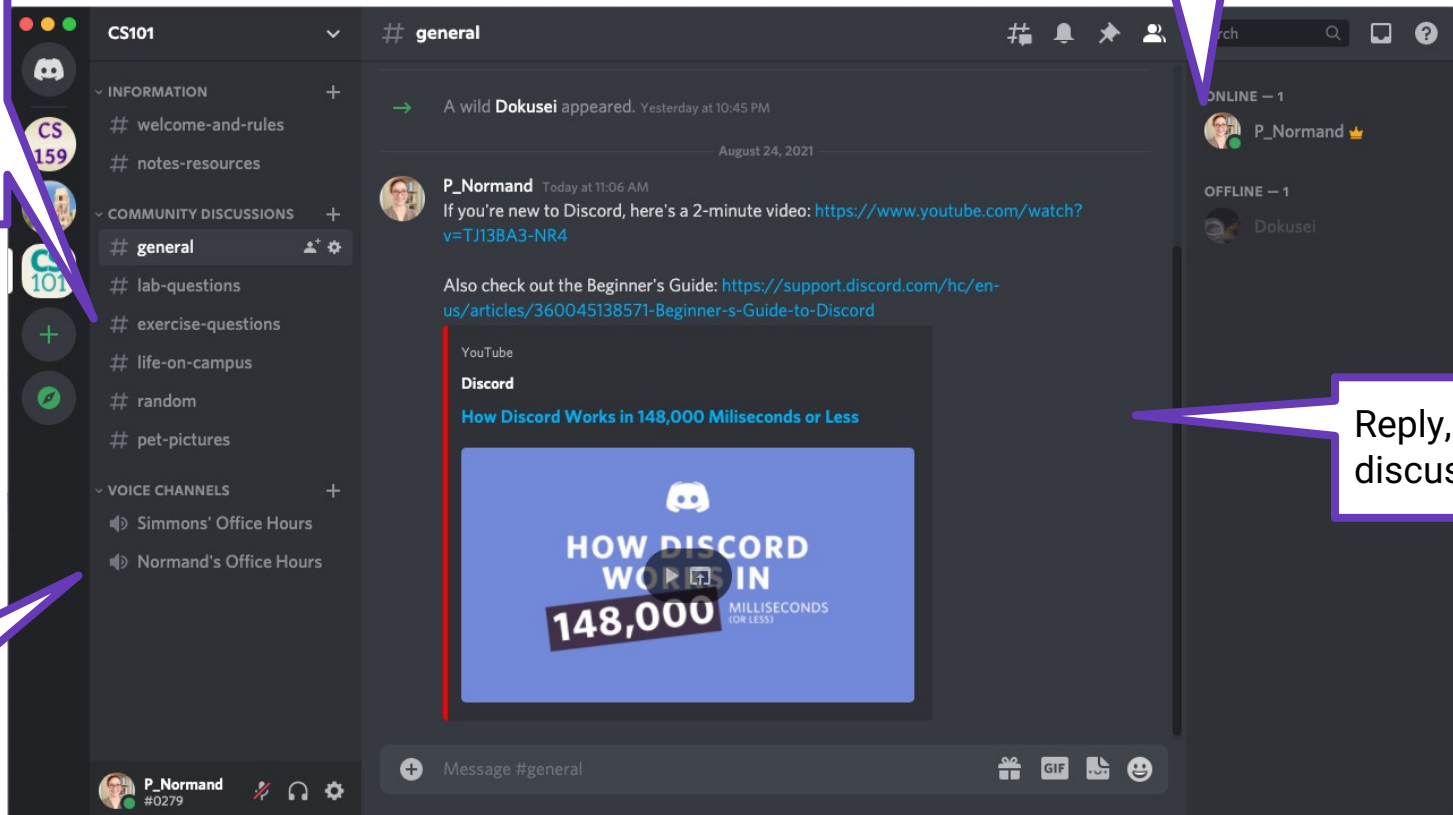 CS101
INFORMATION
# welcome-and-rules
# notes-resources
COMMUNITY DISCUSSIONS
# general
# lab-questions
# exercise-questions
# life-on-campus
# random
# pet-pictures
VOICE CHANNELS
Simmons' Office Hours
Normand's Office Hours
P_Normand
#0279
CS
159
CS
101
# general
A wild Dokusei appeared. Yesterday at 10:45 PM
August 24, 2021
P_Normand Today at 11:06 AM
If you're new to Discord, here's a 2-minute video: https://www.youtube.com/watch?
v=TJ13BA3-NR4
Also check out the Beginner's Guide: https://support.discord.com/hc/en-
us/articles/360045138571-Beginner-s-Guide-to-Discord
YouTube
Discord
How Discord Works in 148,000 Miliseconds or Less
HOW DISCORD
WORKS IN
148,000 MILLISECONDS
(OR LESS)
Message #general
GIF
ONLINE — 1
P_Normand
OFFLINE — 1
Dokusei
Reply,